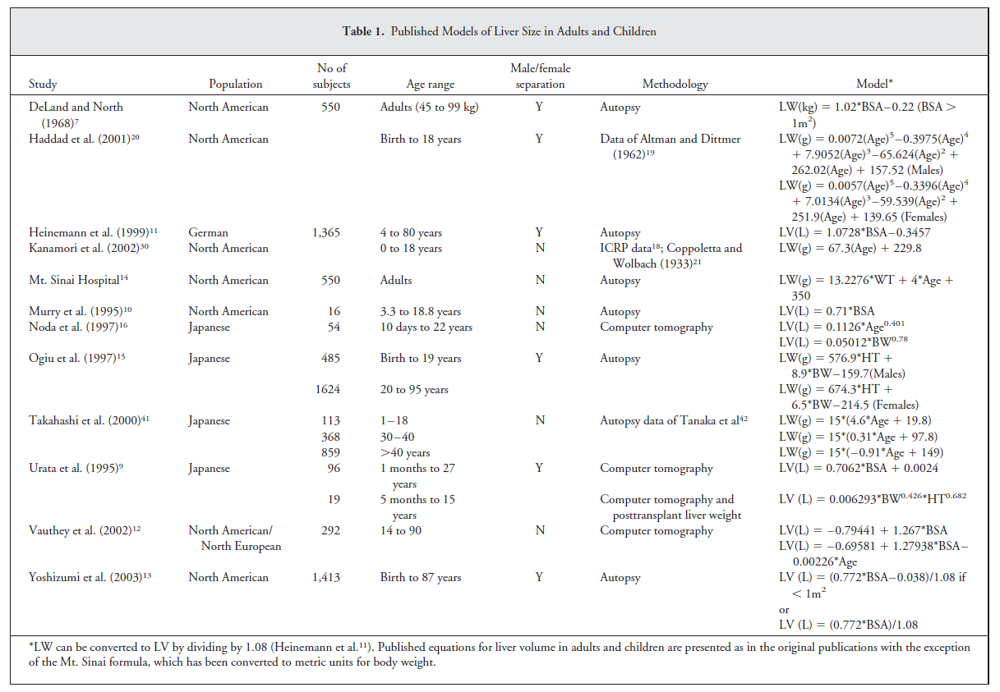 Table 1. Published Models of Liver Size in Adults and Children
No of Male/female
Study Population subjects Age range separation Methodology Model*
DeLand and North North American 550 Adults (45 to 99 kg) Y Autopsy LW(kg) = 1.02*BSA−0.22 (BSA >
(1968)⁷ 1m²)
Haddad et al. (2001)²⁰ North American Birth to 18 years Y Data of Altman and Dittmer LW(g) = 0.0072(Age)⁵−0.3975(Age)⁴
(1962)¹⁹ + 7.9052(Age)³−65.624(Age)² +
262.02(Age) + 157.52 (Males)
LW(g) = 0.0057(Age)⁵−0.3396(Age)⁴
+ 7.0134(Age)³−59.539(Age)² +
251.9(Age) + 139.65 (Females)
Heinemann et al. (1999)¹¹ German 1,365 4 to 80 years Y Autopsy LV(L) = 1.0728*BSA−0.3457
Kanamori et al. (2002)³⁰ North American 0 to 18 years N ICRP data¹⁸; Coppoletta and LW(g) = 67.3(Age) + 229.8
Wolbach (1933)²¹
Mt. Sinai Hospital¹⁴ North American 550 Adults N Autopsy LW(g) = 13.2276*WT + 4*Age +
350
Murry et al. (1995)¹⁰ North American 16 3.3 to 18.8 years N Autopsy LV(L) = 0.71*BSA
Noda et al. (1997)¹⁶ Japanese 54 10 days to 22 years N Computer tomography LV(L) = 0.1126*Age⁰·⁴⁰¹
LV(L) = 0.05012*BW⁰·⁷⁸
Ogiu et al. (1997)¹⁵ Japanese 485 Birth to 19 years Y Autopsy LW(g) = 576.9*HT +
8.9*BW−159.7(Males)
1624 20 to 95 years LW(g) = 674.3*HT +
6.5*BW−214.5 (Females)
Takahashi et al. (2000)⁴¹ Japanese 113 1−18 N Autopsy data of Tanaka et al⁴² LW(g) = 15*(4.6*Age + 19.8)
368 30−40 LW(g) = 15*(0.31*Age + 97.8)
859 >40 years LW(g) = 15*(−0.91*Age + 149)
Urata et al. (1995)⁹ Japanese 96 1 months to 27 Y Computer tomography LV(L) = 0.7062*BSA + 0.0024
years
19 5 months to 15 Computer tomography and LV (L) = 0.006293*BW⁰·⁴²⁶*HT⁰·⁶⁸²
years posttransplant liver weight
Vauthey et al. (2002)¹² North American/ 292 14 to 90 N Computer tomography LV(L) = −0.79441 + 1.267*BSA
North European LV(L) = −0.69581 + 1.27938*BSA−
0.00226*Age
Yoshizumi et al. (2003)¹³ North American 1,413 Birth to 87 years Y Autopsy LV (L) = (0.772*BSA−0.038)/1.08 if
< 1m²
or
LV (L) = (0.772*BSA)/1.08
*LW can be converted to LV by dividing by 1.08 (Heinemann et al.¹¹). Published equations for liver volume in adults and children are presented as in the original publications with the exception
of the Mt. Sinai formula, which has been converted to metric units for body weight.